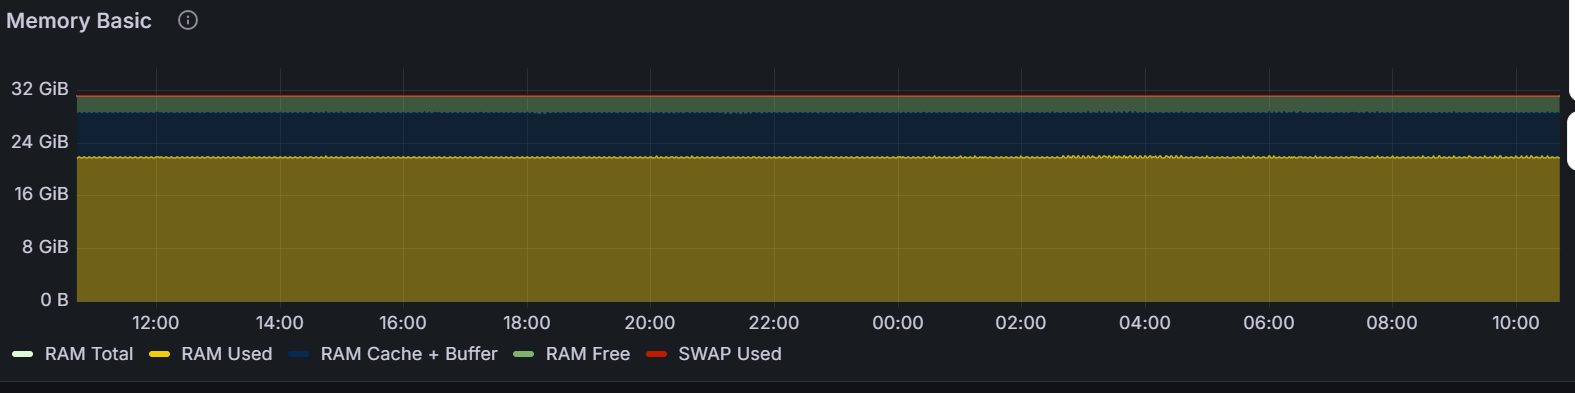 Memory Basic
32 GiB
24 GiB
16 GiB
8 GiB
0 B
12:00 14:00 16:00 18:00 20:00 22:00 00:00 02:00 04:00 06:00 08:00 10:00
RAM Total RAM Used RAM Cache + Buffer RAM Free SWAP Used